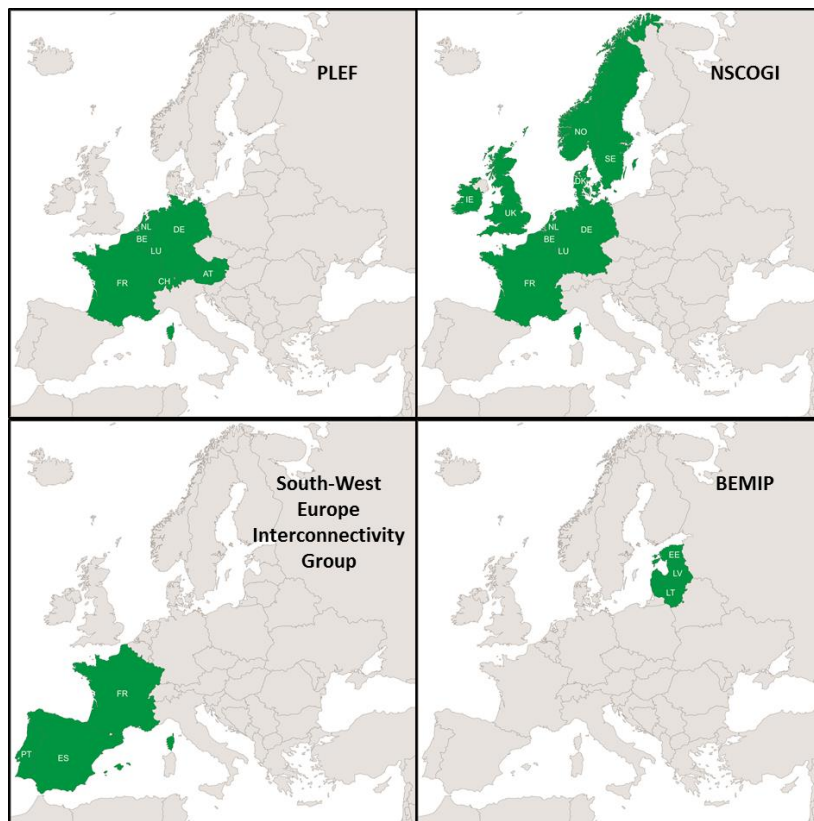 PLEF
NL
DE
BE
LU
FR
CH
AT
NSCOGI
NO
SE
DK
IE
UK
NL
BE
DE
LU
FR
South-West
Europe
Interconnectivity
Group
FR
PT
ES
BEMIP
EE
LV
LT